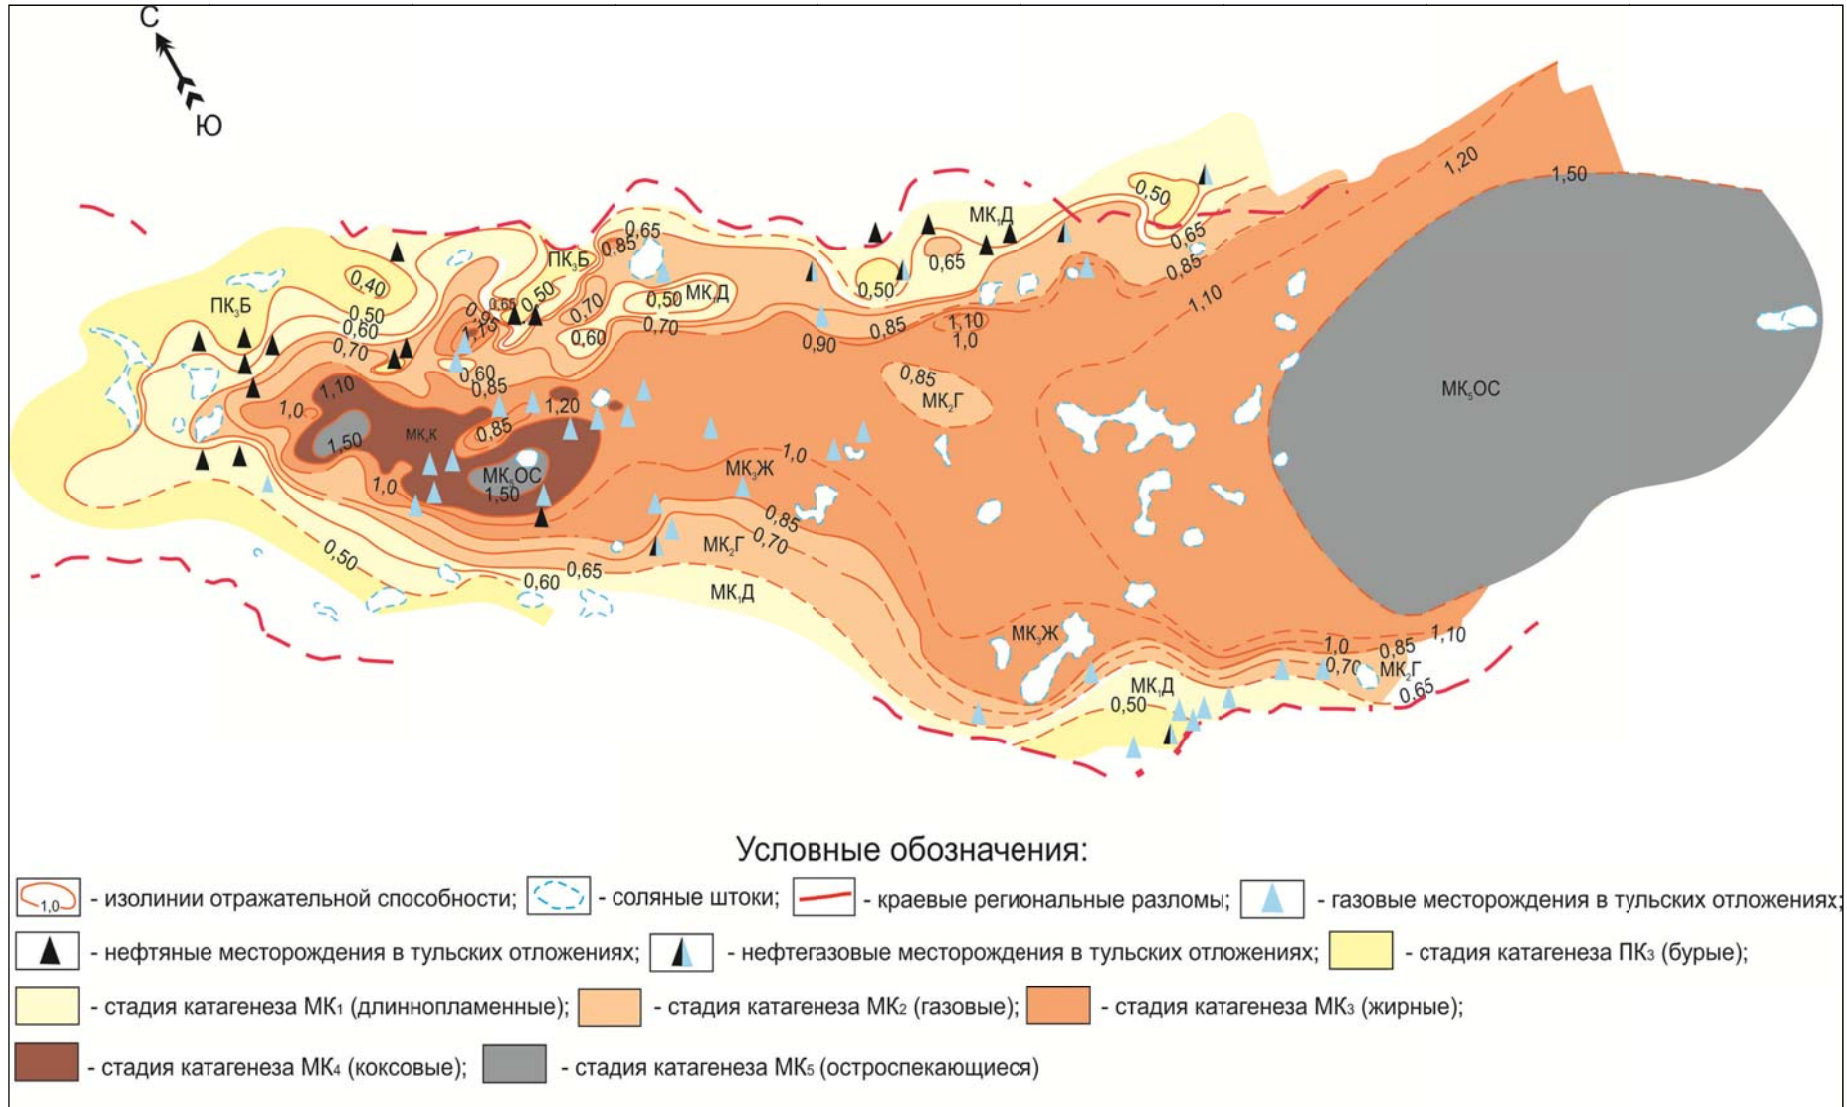 С
Ю
1,20
1,50
0,50
МК₁Д
0,65
0,65
0,85
ПК₃Б
0,65
0,85
0,40
0,50
0,65
0,50
МК₁Д
0,50
0,70
0,85
1,10
ПК₃Б
0,50
0,60
0,70
0,60
0,70
0,90
0,85
1,10
1,0
0,60
0,85
0,85
МК₂Г
МК₅ОС
1,10
1,0
1,20
МК₄К
0,85
1,50
1,0
МК₅ОС
1,50
МК₃Ж
1,0
0,85
0,70
МК₂Г
0,50
0,60
0,65
МК₁Д
МК₃Ж
1,0
0,85
1,10
0,70
МК₂Г
0,65
МК₁Д
0,50
Условные обозначения:
1,0 - изолинии отражательной способности; - соляные штоки; - краевые региональные разломы; - газовые месторождения в тульских отложениях;
- нефтяные месторождения в тульских отложениях; - нефтегазовые месторождения в тульских отложениях; - стадия катагенеза ПК₃ (бурые);
- стадия катагенеза МК₁ (длиннопламенные); - стадия катагенеза МК₂ (газовые); - стадия катагенеза МК₃ (жирные);
- стадия катагенеза МК₄ (коксовые); - стадия катагенеза МК₅ (остроспекающиеся)